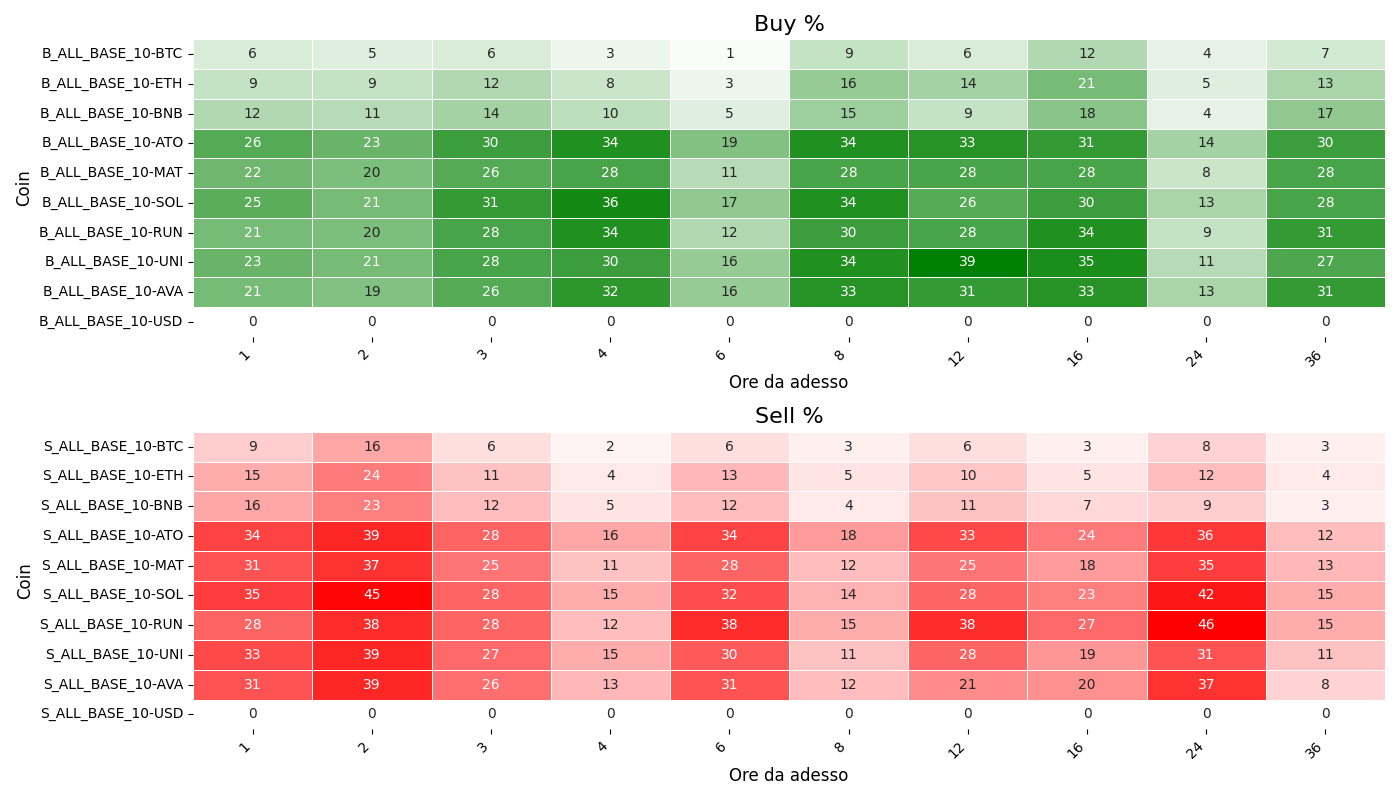 Buy %
Coin
B_ALL_BASE_10-BTC 6 5 6 3 1 9 6 12 4 7
B_ALL_BASE_10-ETH 9 9 12 8 3 16 14 21 5 13
B_ALL_BASE_10-BNB 12 11 14 10 5 15 9 18 4 17
B_ALL_BASE_10-ATO 26 23 30 34 19 34 33 31 14 30
B_ALL_BASE_10-MAT 22 20 26 28 11 28 28 28 8 28
B_ALL_BASE_10-SOL 25 21 31 36 17 34 26 30 13 28
B_ALL_BASE_10-RUN 21 20 28 34 12 30 28 34 9 31
B_ALL_BASE_10-UNI 23 21 28 30 16 34 39 35 11 27
B_ALL_BASE_10-AVA 21 19 26 32 16 33 31 33 13 31
B_ALL_BASE_10-USD 0 0 0 0 0 0 0 0 0 0
1 2 3 4 6 8 12 16 24 36
Ore da adesso
Sell %
Coin
S_ALL_BASE_10-BTC 9 16 6 2 6 3 6 3 8 3
S_ALL_BASE_10-ETH 15 24 11 4 13 5 10 5 12 4
S_ALL_BASE_10-BNB 16 23 12 5 12 4 11 7 9 3
S_ALL_BASE_10-ATO 34 39 28 16 34 18 33 24 36 12
S_ALL_BASE_10-MAT 31 37 25 11 28 12 25 18 35 13
S_ALL_BASE_10-SOL 35 45 28 15 32 14 28 23 42 15
S_ALL_BASE_10-RUN 28 38 28 12 38 15 38 27 46 15
S_ALL_BASE_10-UNI 33 39 27 15 30 11 28 19 31 11
S_ALL_BASE_10-AVA 31 39 26 13 31 12 21 20 37 8
S_ALL_BASE_10-USD 0 0 0 0 0 0 0 0 0 0
1 2 3 4 6 8 12 16 24 36
Ore da adesso